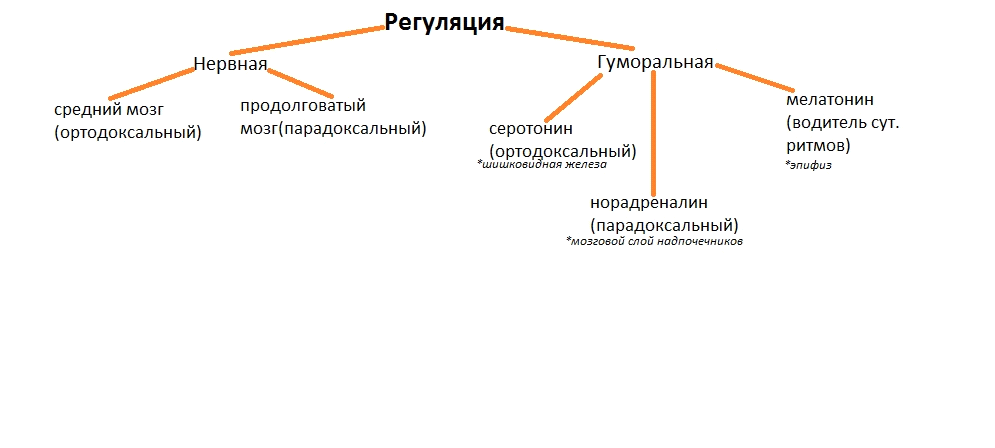 Регуляция
Нервная
Гуморальная
средний мозг
(ортодоксальный)
продолговатый
мозг(парадоксальный)
серотонин
(ортодоксальный)
*шишковидная железа
норадреналин
(парадоксальный)
*мозговой слой надпочечников
мелатонин
(водитель сут.
ритмов)
*эпифиз